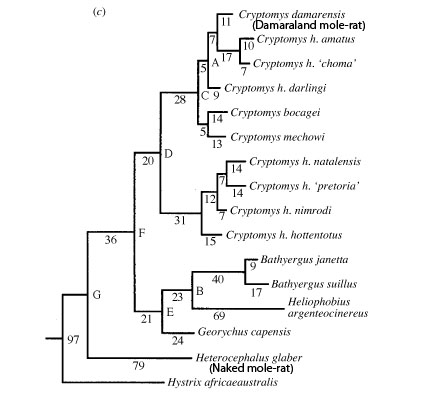 (c)
11
Cryptomys damarensis
(Damaraland mole-rat)
7
10
Cryptomys h. amatus
A
17
5
7
Cryptomys h. 'choma'
C
9
Cryptomys h. darlingi
28
14
Cryptomys bocagei
5
13
Cryptomys mechowi
20
D
14
Cryptomys h. natalensis
7
14
Cryptomys h. 'pretoria'
12
7
Cryptomys h. nimrodi
31
15
Cryptomys h. hottentotus
36
F
9
Bathyergus janetta
40
17
Bathyergus suillus
23
B
G
69
Heliophobius
argenteocinereus
21
E
24
Georychus capensis
97
79
Heterocephalus glaber
(Naked mole-rat)
Hystrix africaeaustralis